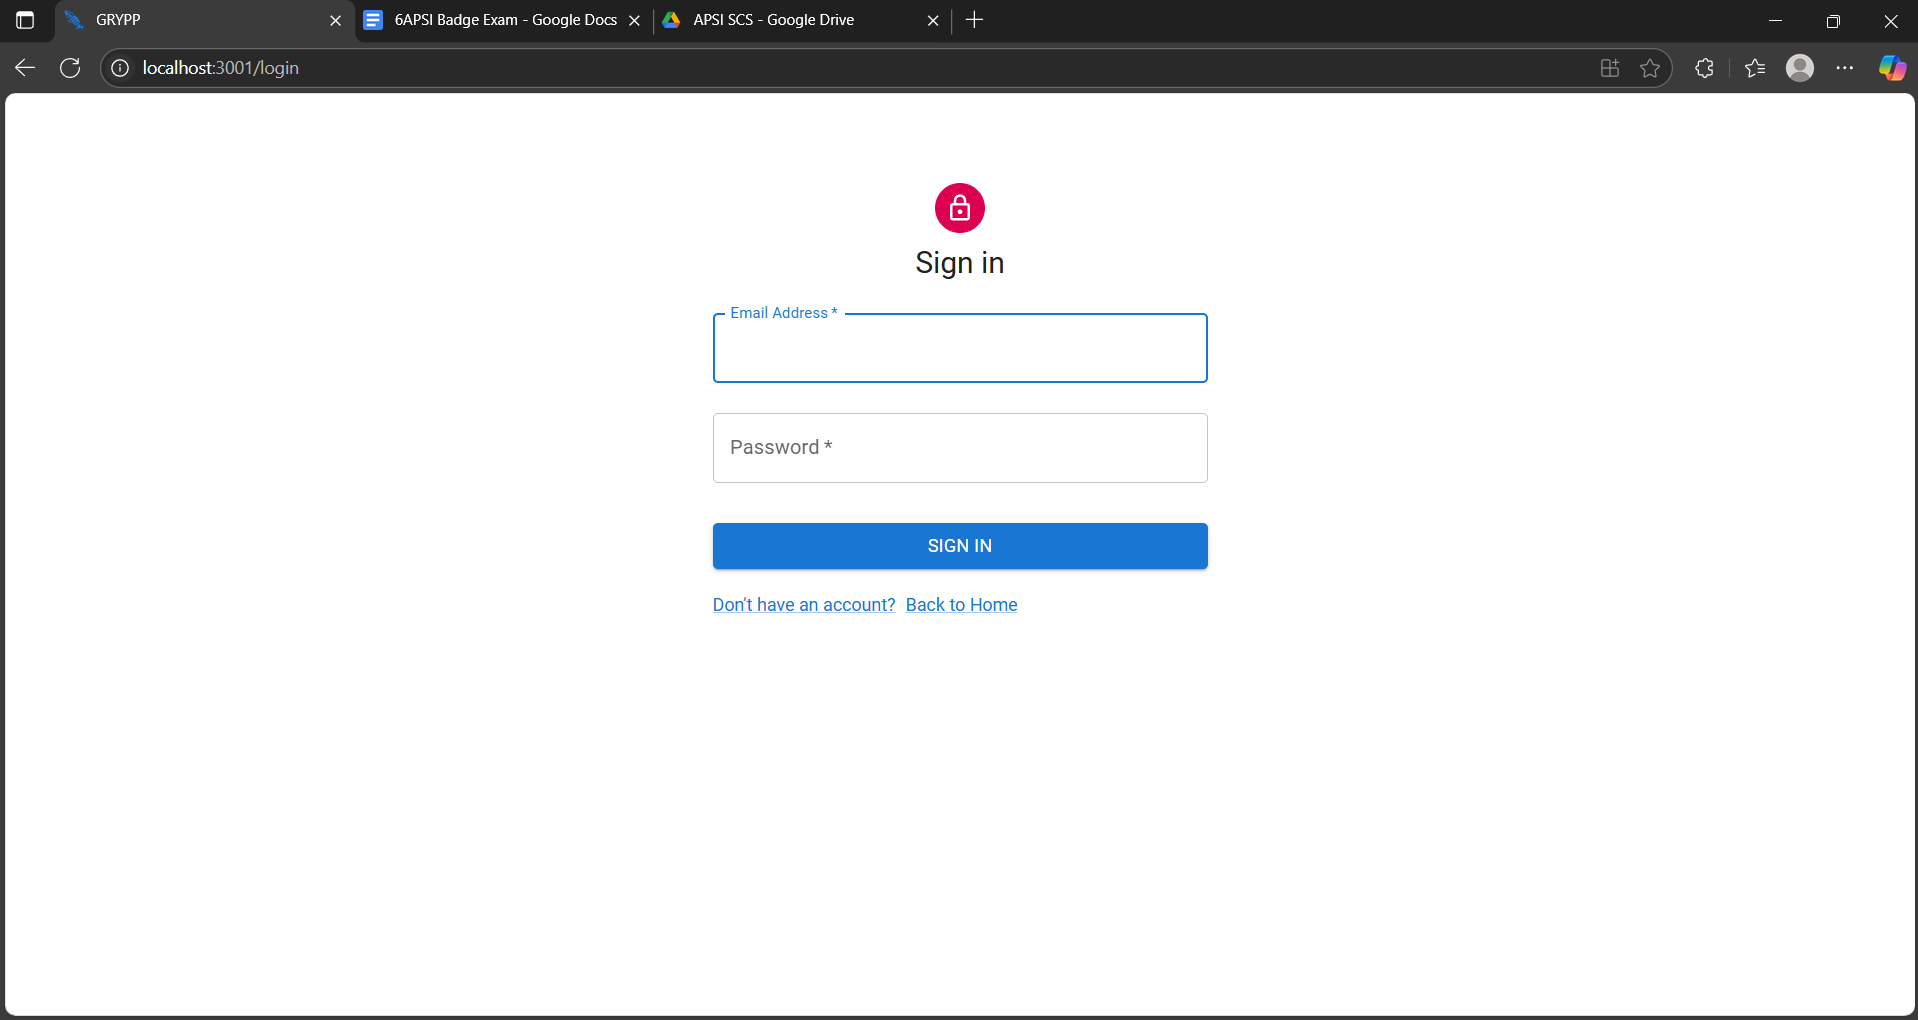 GRYPP
6APSI Badge Exam - Google Docs
APSI SCS - Google Drive
localhost:3001/login
Sign in
Email Address *
Password *
SIGN IN
Don't have an account? Back to Home